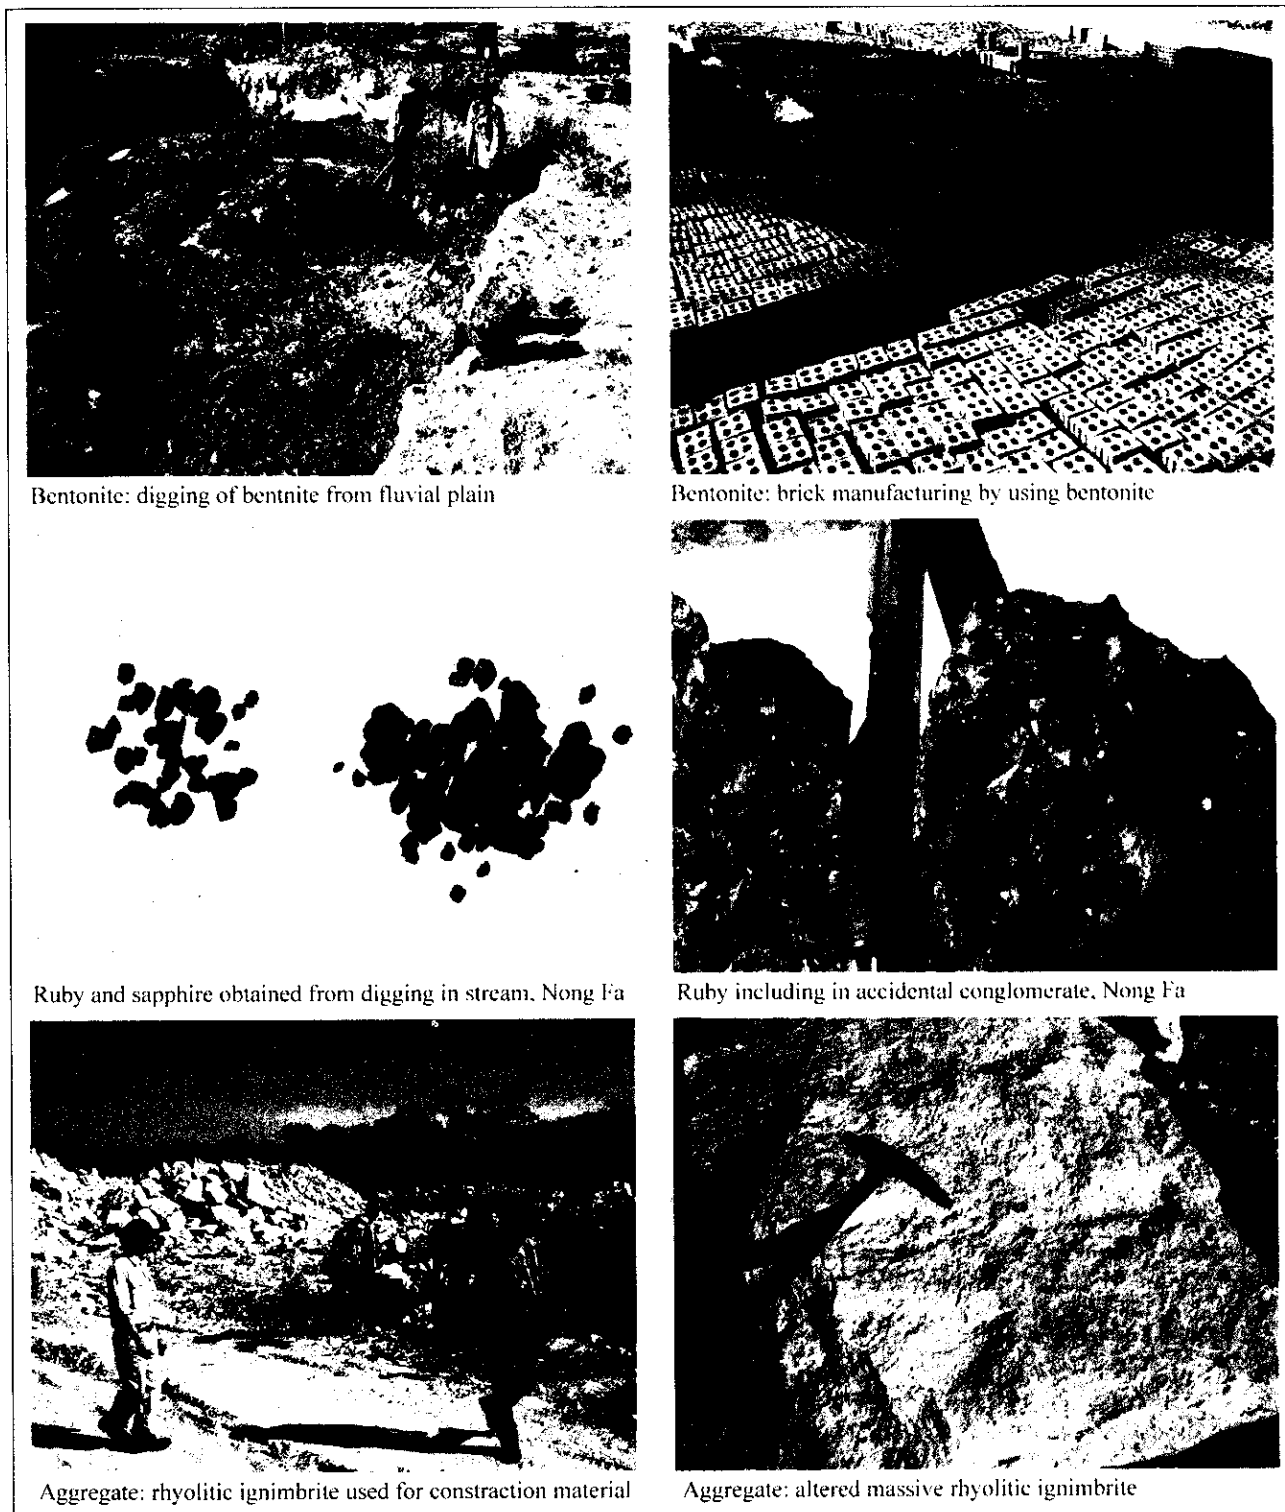 Bentonite: digging of bentnite from fluvial plain
Bentonite: brick manufacturing by using bentonite
Ruby and sapphire obtained from digging in stream, Nong Fa
Ruby including in accidental conglomerate, Nong Fa
Aggregate: rhyolitic ignimbrite used for constraction material
Aggregate: altered massive rhyolitic ignimbrite